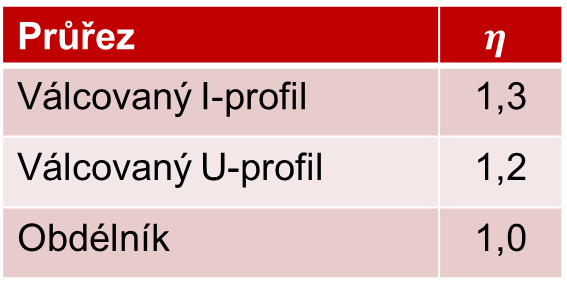 Průřez η
Válcovaný I-profil 1,3
Válcovaný U-profil 1,2
Obdélník 1,0